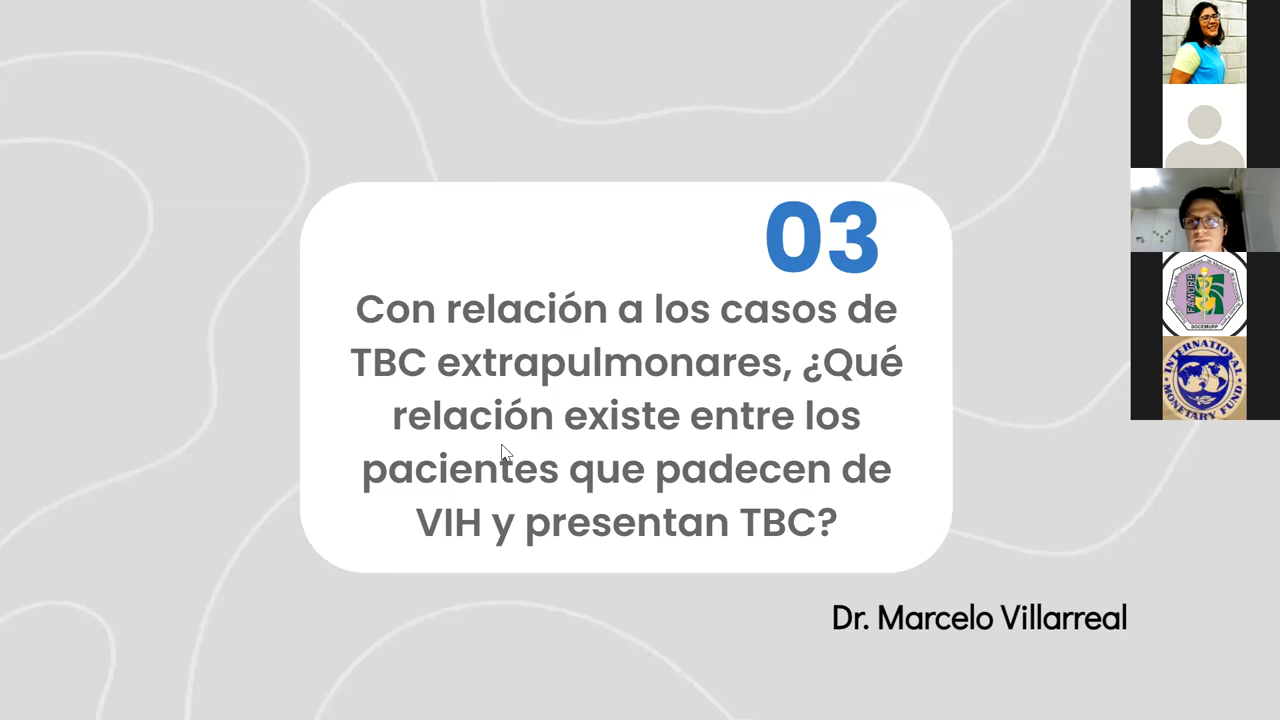 03
Con relación a los casos de
TBC extrapulmonares, ¿Qué
relación existe entre los
pacientes que padecen de
VIH y presentan TBC?
Dr. Marcelo Villarreal
SOCEMURP
INTERNATIONAL
MONETARY FUND